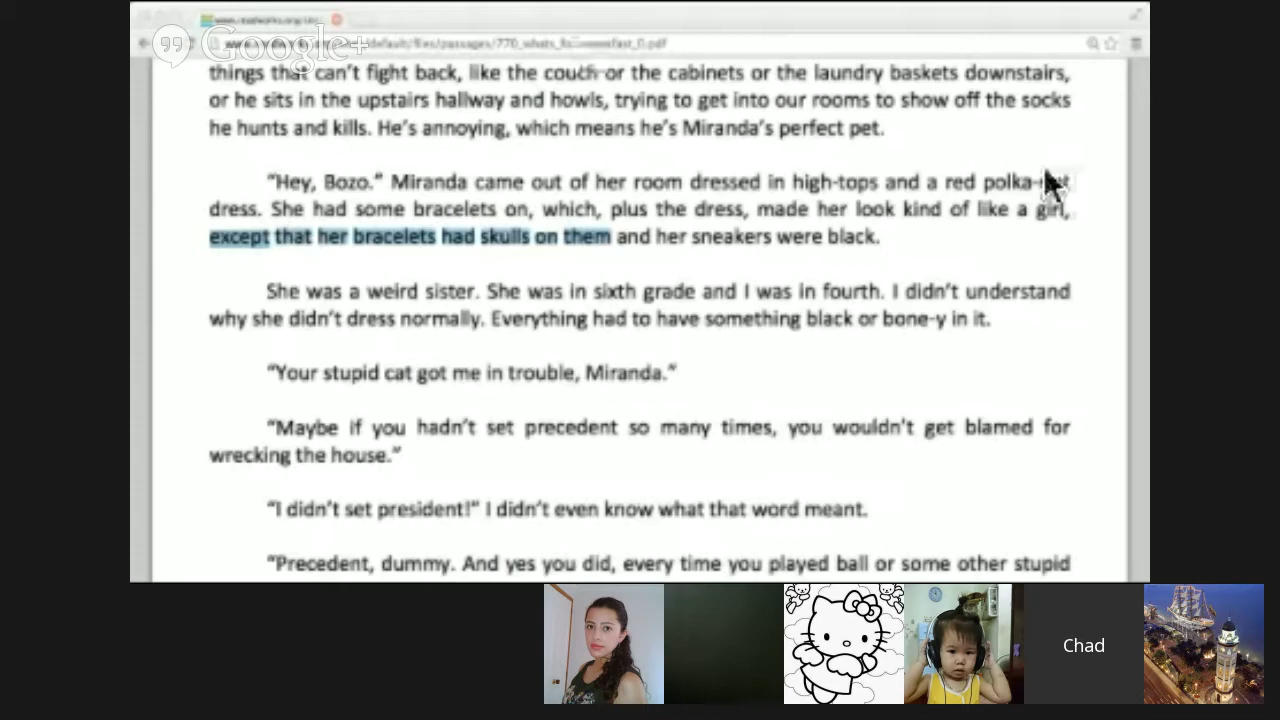 Google+
things that can't fight back, like the couch or the cabinets or the laundry baskets downstairs,
or he sits in the upstairs hallway and howls, trying to get into our rooms to show off the socks
he hunts and kills. He's annoying, which means he's Miranda's perfect pet.
"Hey, Bozo." Miranda came out of her room dressed in high-tops and a red polka-
dress. She had some bracelets on, which, plus the dress, made her look kind of like a girl,
except that her bracelets had skulls on them and her sneakers were black.
She was a weird sister. She was in sixth grade and I was in fourth. I didn't understand
why she didn't dress normally. Everything had to have something black or bone-y in it.
"Your stupid cat got me in trouble, Miranda."
"Maybe if you hadn't set precedent so many times, you wouldn't get blamed for
wrecking the house."
"I didn't set president!" I didn't even know what that word meant.
"Precedent, dummy. And yes you did, every time you played ball or some other stupid
Chad